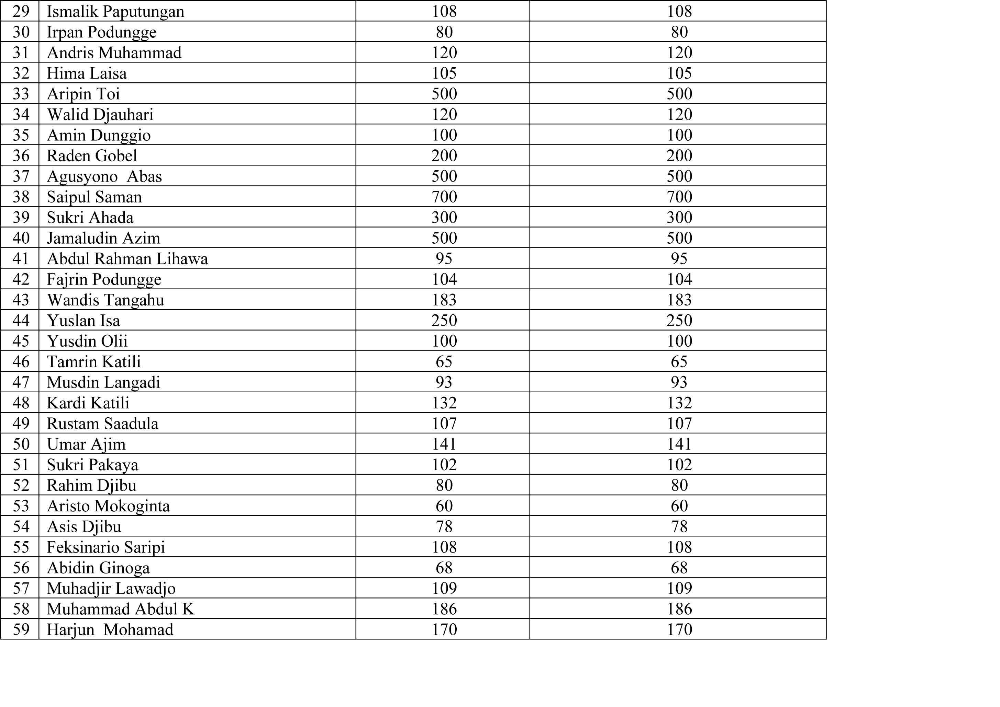 29 Ismalik Paputungan 108 108
30 Irpan Podungge 80 80
31 Andris Muhammad 120 120
32 Hima Laisa 105 105
33 Aripin Toi 500 500
34 Walid Djauhari 120 120
35 Amin Dunggio 100 100
36 Raden Gobel 200 200
37 Agusyono  Abas 500 500
38 Saipul Saman 700 700
39 Sukri Ahada 300 300
40 Jamaludin Azim 500 500
41 Abdul Rahman Lihawa 95 95
42 Fajrin Podungge 104 104
43 Wandis Tangahu 183 183
44 Yuslan Isa 250 250
45 Yusdin Olii 100 100
46 Tamrin Katili 65 65
47 Musdin Langadi 93 93
48 Kardi Katili 132 132
49 Rustam Saadula 107 107
50 Umar Ajim 141 141
51 Sukri Pakaya 102 102
52 Rahim Djibu 80 80
53 Aristo Mokoginta 60 60
54 Asis Djibu 78 78
55 Feksinario Saripi 108 108
56 Abidin Ginoga 68 68
57 Muhadjir Lawadjo 109 109
58 Muhammad Abdul K 186 186
59 Harjun  Mohamad 170 170